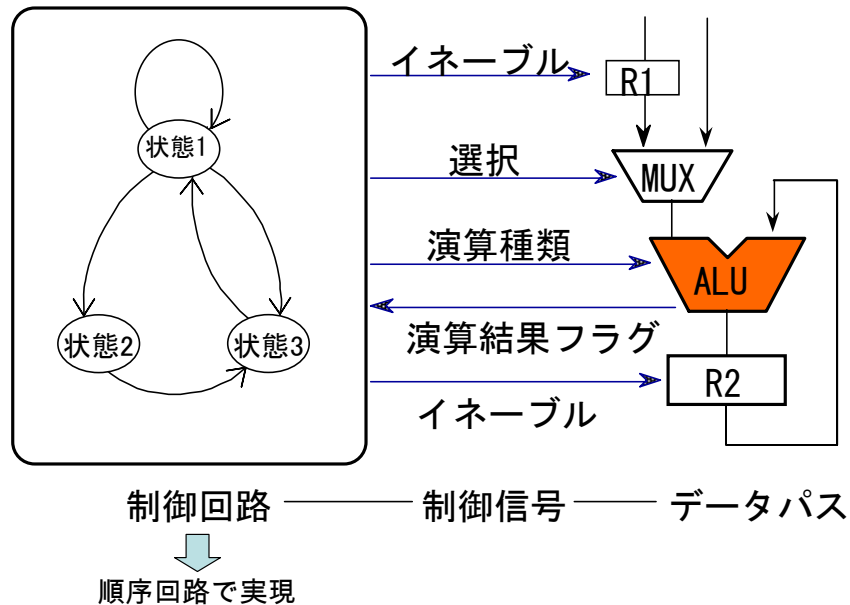 イネーブル
R1
状態1
選択
MUX
演算種類
ALU
状態2
状態3
演算結果フラグ
R2
イネーブル
制御回路
制御信号
データパス
順序回路で実現